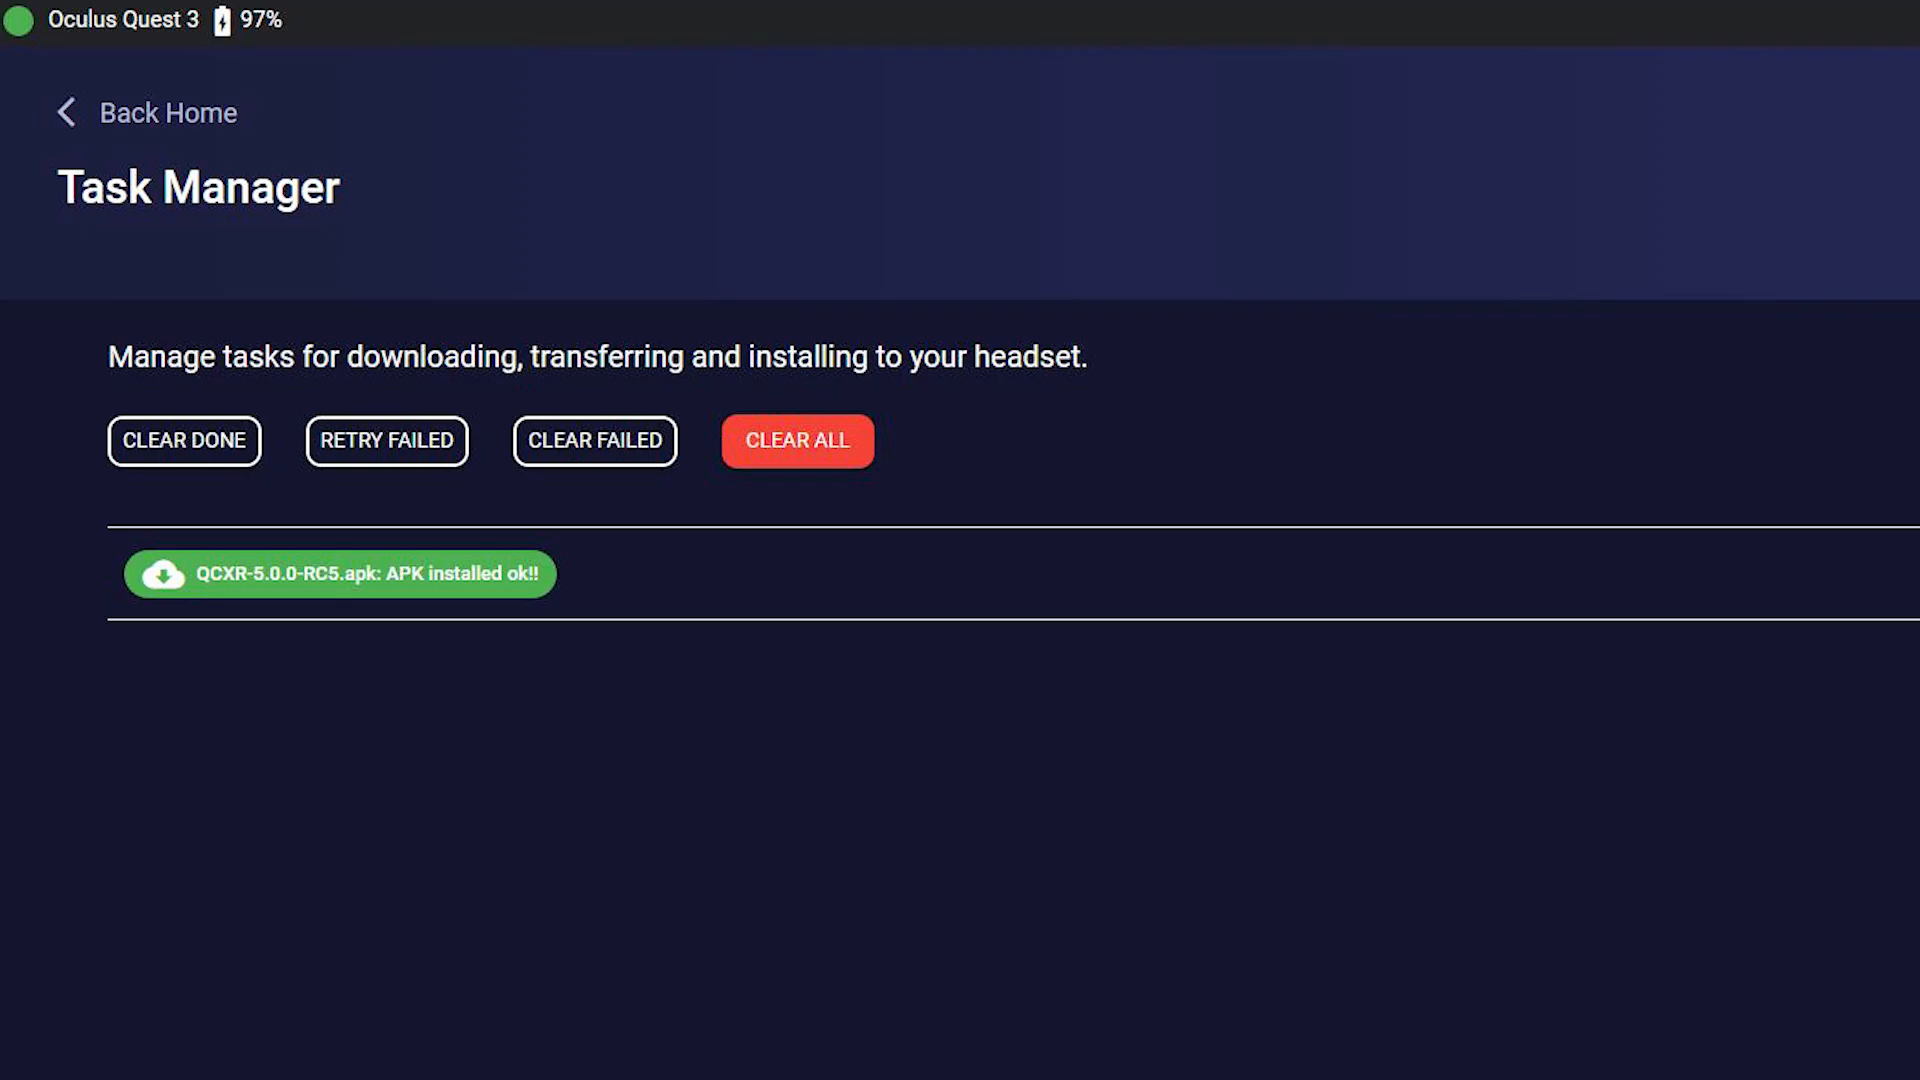 Oculus Quest 3 97%
Back Home
Task Manager
Manage tasks for downloading, transferring and installing to your headset.
CLEAR DONE RETRY FAILED CLEAR FAILED CLEAR ALL
QCXR-5.0.0-RC5.apk: APK installed ok!!